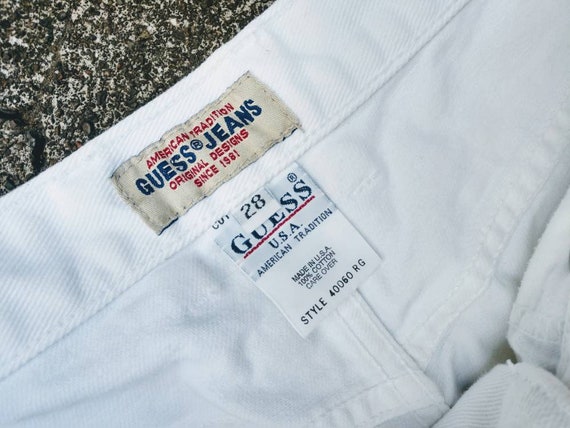 AMERICAN TRADITION
GUESS® JEANS
ORIGINAL DESIGNS
SINCE 1981
CUT 28
GUESS®
U.S.A.
AMERICAN TRADITION
MADE IN U.S.A.
100% COTTON
CARE OVER
STYLE 40060 RG